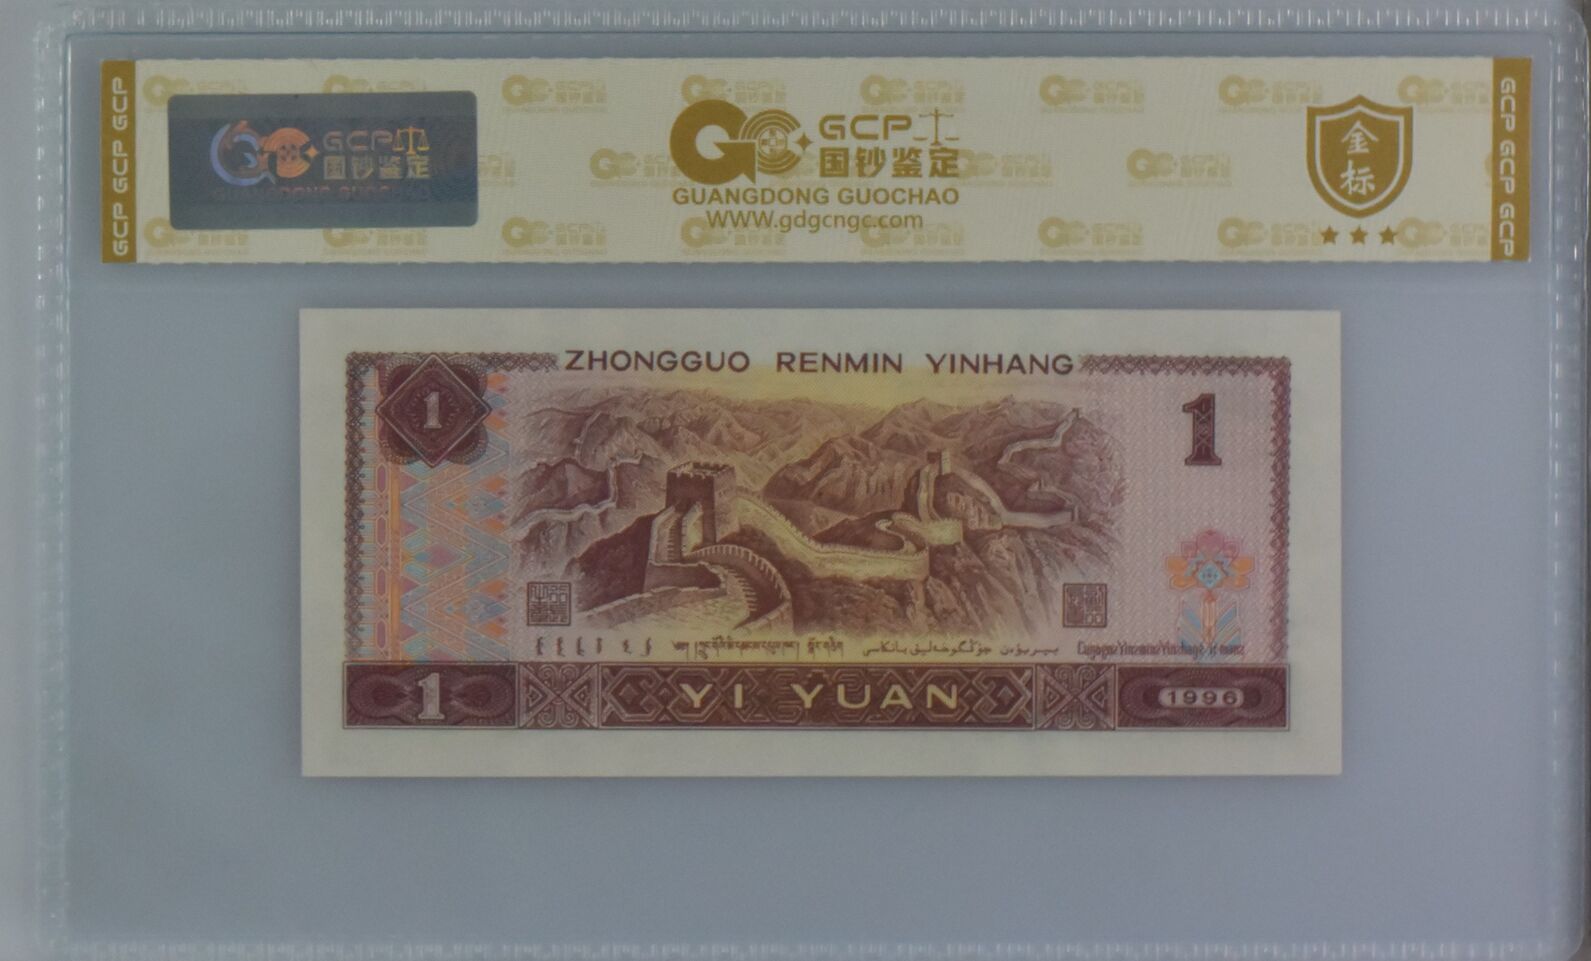 GCP GCP GCP
GCP
国钞鉴定
GUANGDONG GUOCHAO
GCP
国钞鉴定
GUANGDONG GUOCHAO
WWW.gdgcngc.com
金标
GCP GCP GCP
ZHONGGUO RENMIN YINHANG
1
1
1
YI YUAN
1996